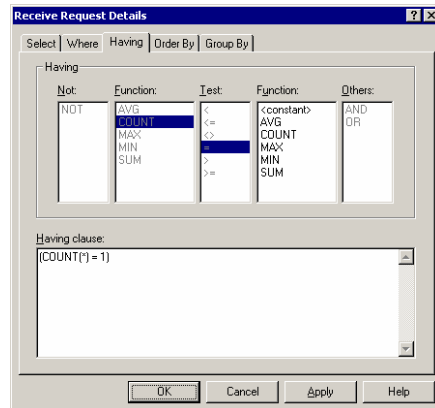 Receive Request Details
Select Where Having Order By Group By
Having
Not: Function: Test: Function: Others:
NOT AVG < <constant> AND
COUNT <= AVG OR
MAX <> COUNT
MIN = MAX
SUM > MIN
>= SUM
Having clause:
(COUNT(*) = 1)
OK Cancel Apply Help